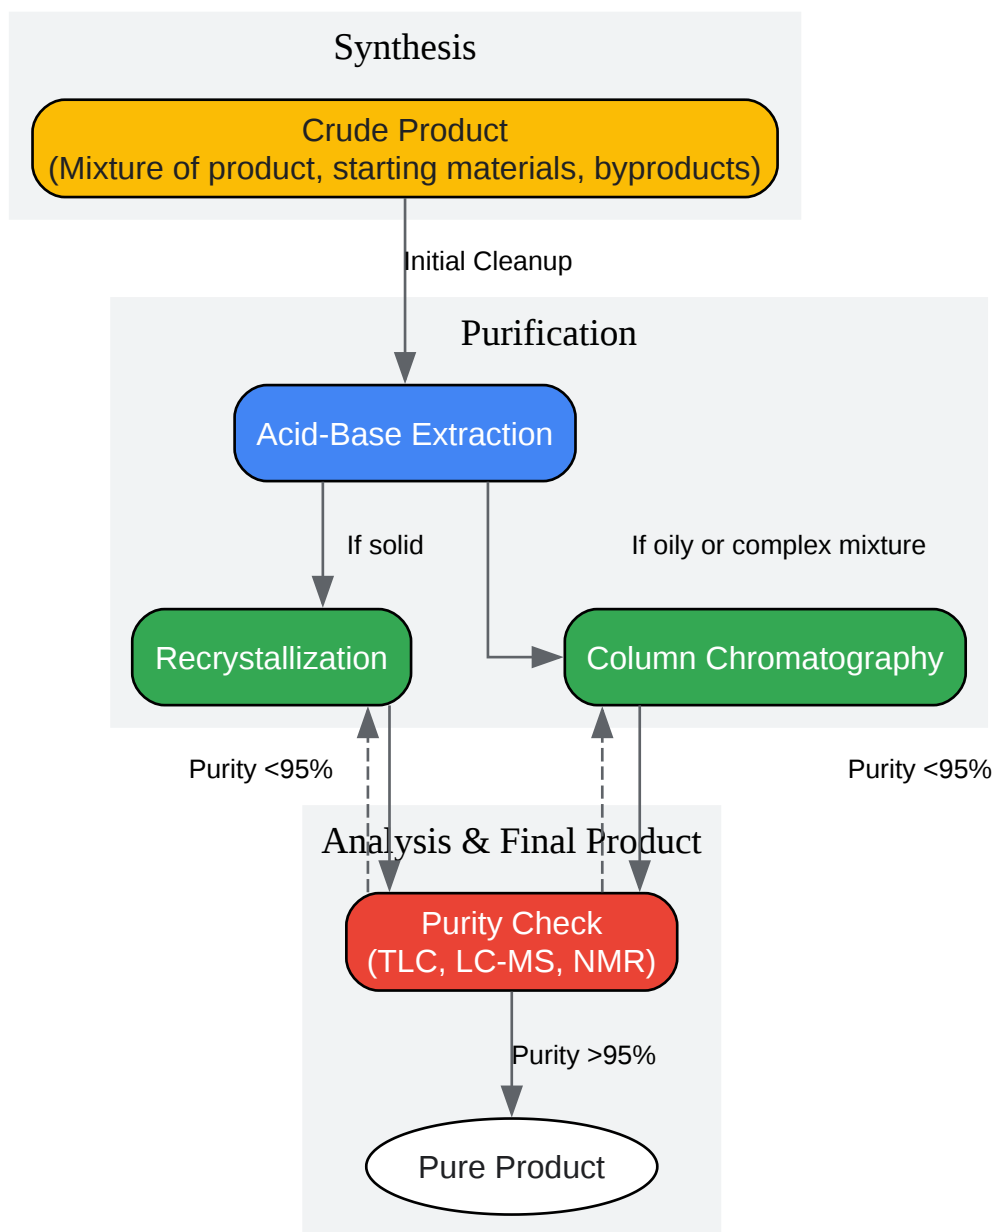 Synthesis
Crude Product
(Mixture of product, starting materials, byproducts)
Initial Cleanup
Purification
Acid-Base Extraction
If solid
If oily or complex mixture
Recrystallization
Column Chromatography
Purity <95%
Purity <95%
Analysis & Final Product
Purity Check
(TLC, LC-MS, NMR)
Purity >95%
Pure Product